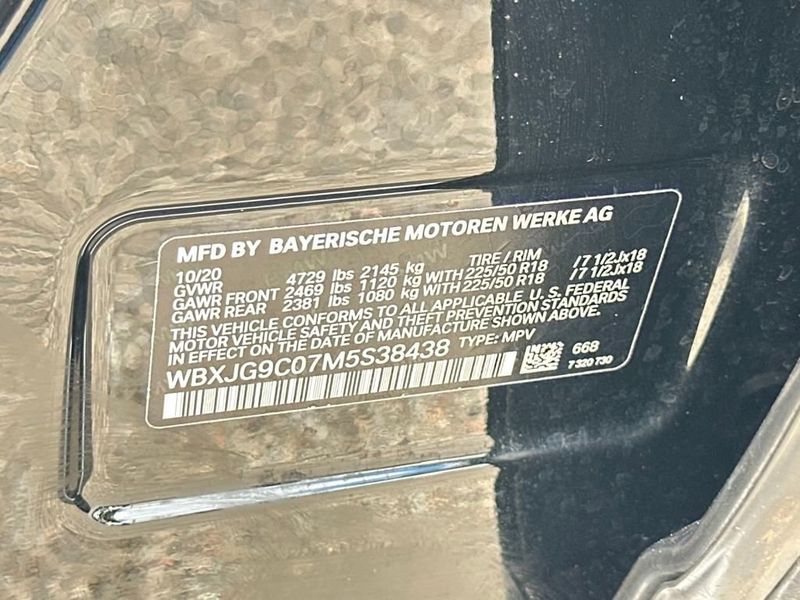 MFD BY BAYERISCHE MOTOREN WERKE AG
10/20 TIRE / RIM
GVWR 4729 lbs 2145 kg
GAWR FRONT 2469 lbs 1120 kg WITH 225/50 R18 /7 1/2Jx18
GAWR REAR 2381 lbs 1080 kg WITH 225/50 R18 /7 1/2Jx18
THIS VEHICLE CONFORMS TO ALL APPLICABLE U. S. FEDERAL
MOTOR VEHICLE SAFETY AND THEFT PREVENTION STANDARDS
IN EFFECT ON THE DATE OF MANUFACTURE SHOWN ABOVE.
WBXJG9C07M5S38438 TYPE: MPV
668
7 320 730